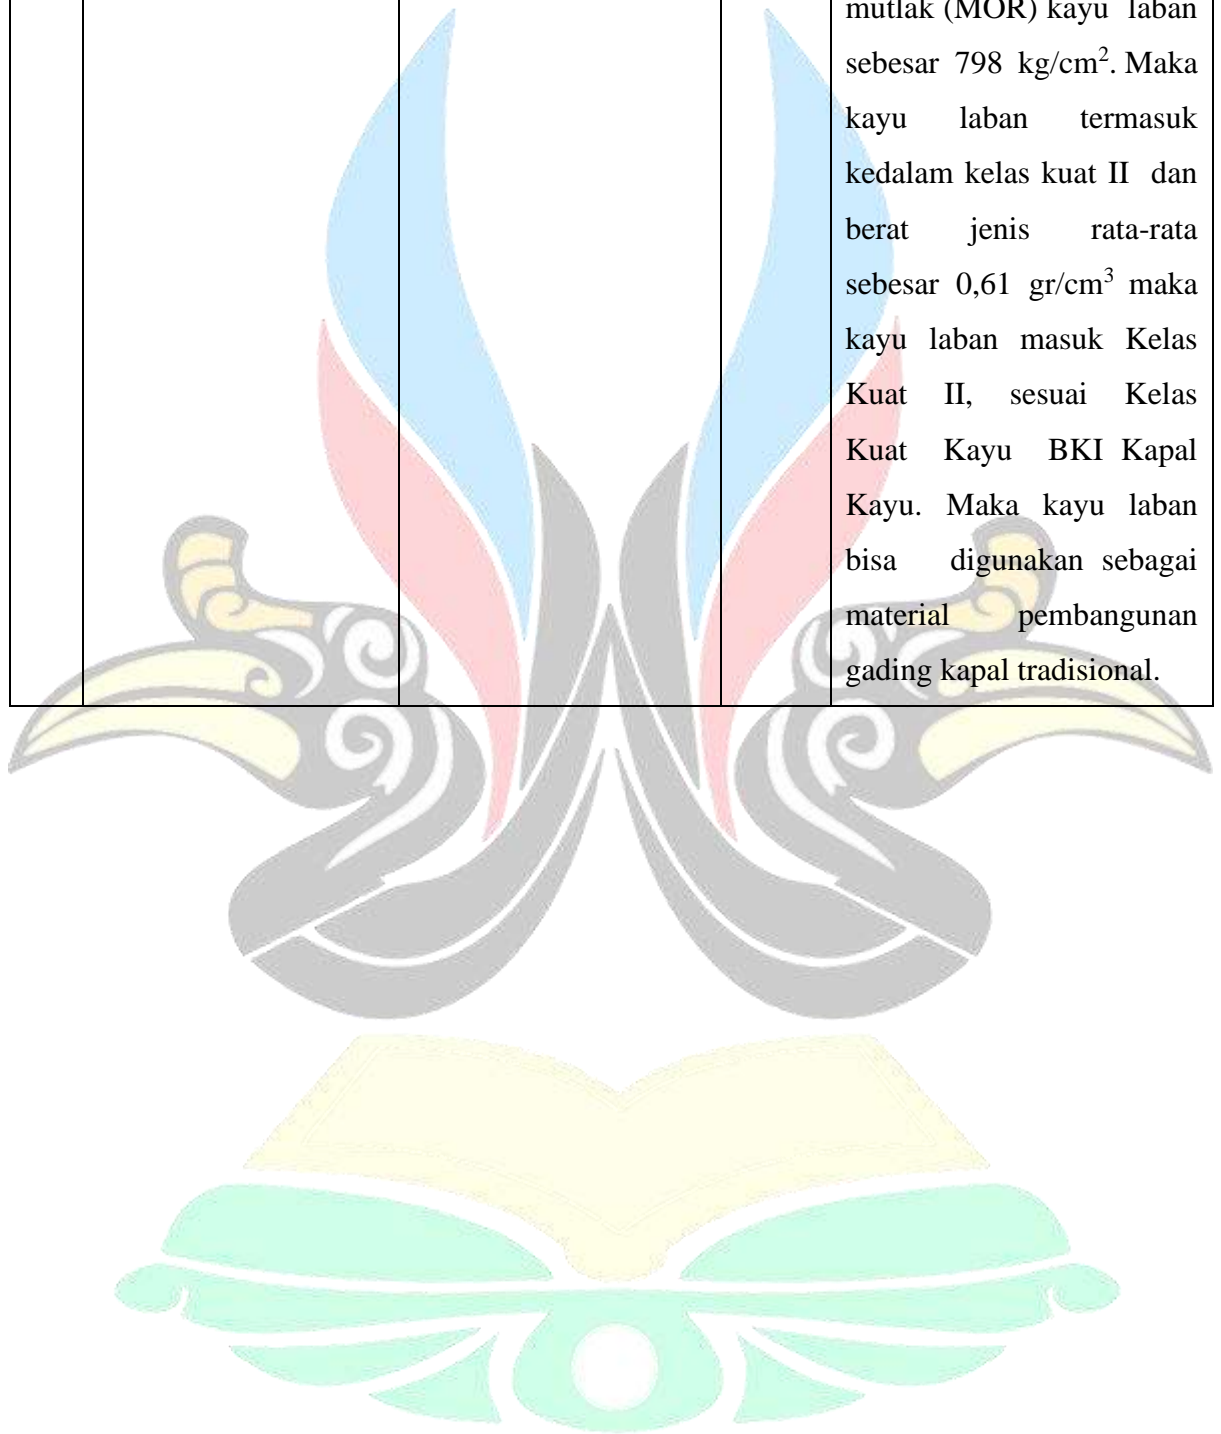 mutlak (MOR) kayu laban
sebesar 798 kg/cm². Maka
kayu laban termasuk
kedalam kelas kuat II dan
berat jenis rata-rata
sebesar 0,61 gr/cm³ maka
kayu laban masuk Kelas
Kuat II, sesuai Kelas
Kuat Kayu BKI Kapal
Kayu. Maka kayu laban
bisa digunakan sebagai
material pembangunan
gading kapal tradisional.